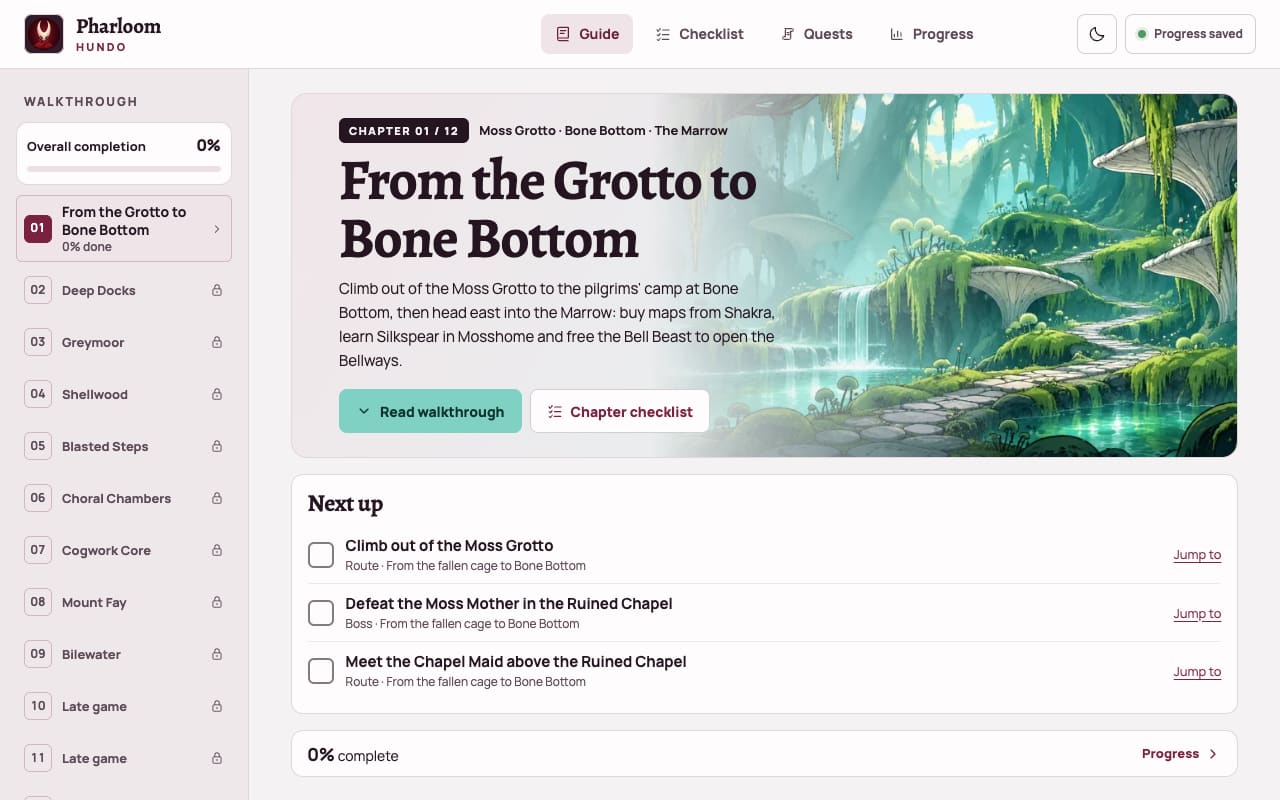 Pharloom
HUNDO
Guide
Checklist
Quests
Progress
Progress saved
WALKTHROUGH
Overall completion 0%
01
From the Grotto to
Bone Bottom
0% done
02 Deep Docks
03 Greymoor
04 Shellwood
05 Blasted Steps
06 Choral Chambers
07 Cogwork Core
08 Mount Fay
09 Bilewater
10 Late game
11 Late game
CHAPTER 01 / 12 Moss Grotto · Bone Bottom · The Marrow
From the Grotto to
Bone Bottom
Climb out of the Moss Grotto to the pilgrims' camp at Bone
Bottom, then head east into the Marrow: buy maps from Shakra,
learn Silkspear in Mosshome and free the Bell Beast to open the
Bellways.
Read walkthrough
Chapter checklist
Next up
Climb out of the Moss Grotto
Route · From the fallen cage to Bone Bottom
Jump to
Defeat the Moss Mother in the Ruined Chapel
Boss · From the fallen cage to Bone Bottom
Jump to
Meet the Chapel Maid above the Ruined Chapel
Route · From the fallen cage to Bone Bottom
Jump to
0% complete
Progress